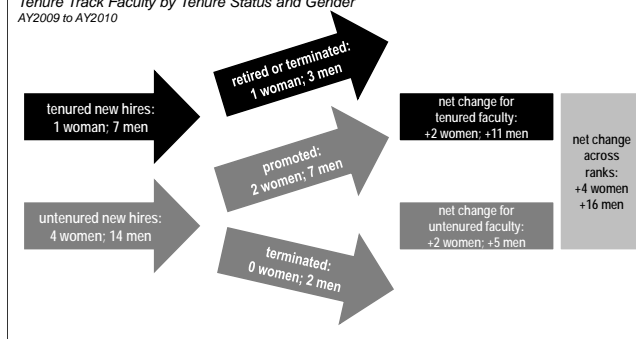 Tenure Track Faculty by Tenure Status and Gender
AY2009 to AY2010
retired or terminated:
1 woman; 3 men
tenured new hires:
1 woman; 7 men
net change for
tenured faculty:
+2 women; +11 men
promoted:
2 women; 7 men
net change
across
ranks:
+4 women
+16 men
untenured new hires:
4 women; 14 men
net change for
untenured faculty:
+2 women; +5 men
terminated:
0 women; 2 men